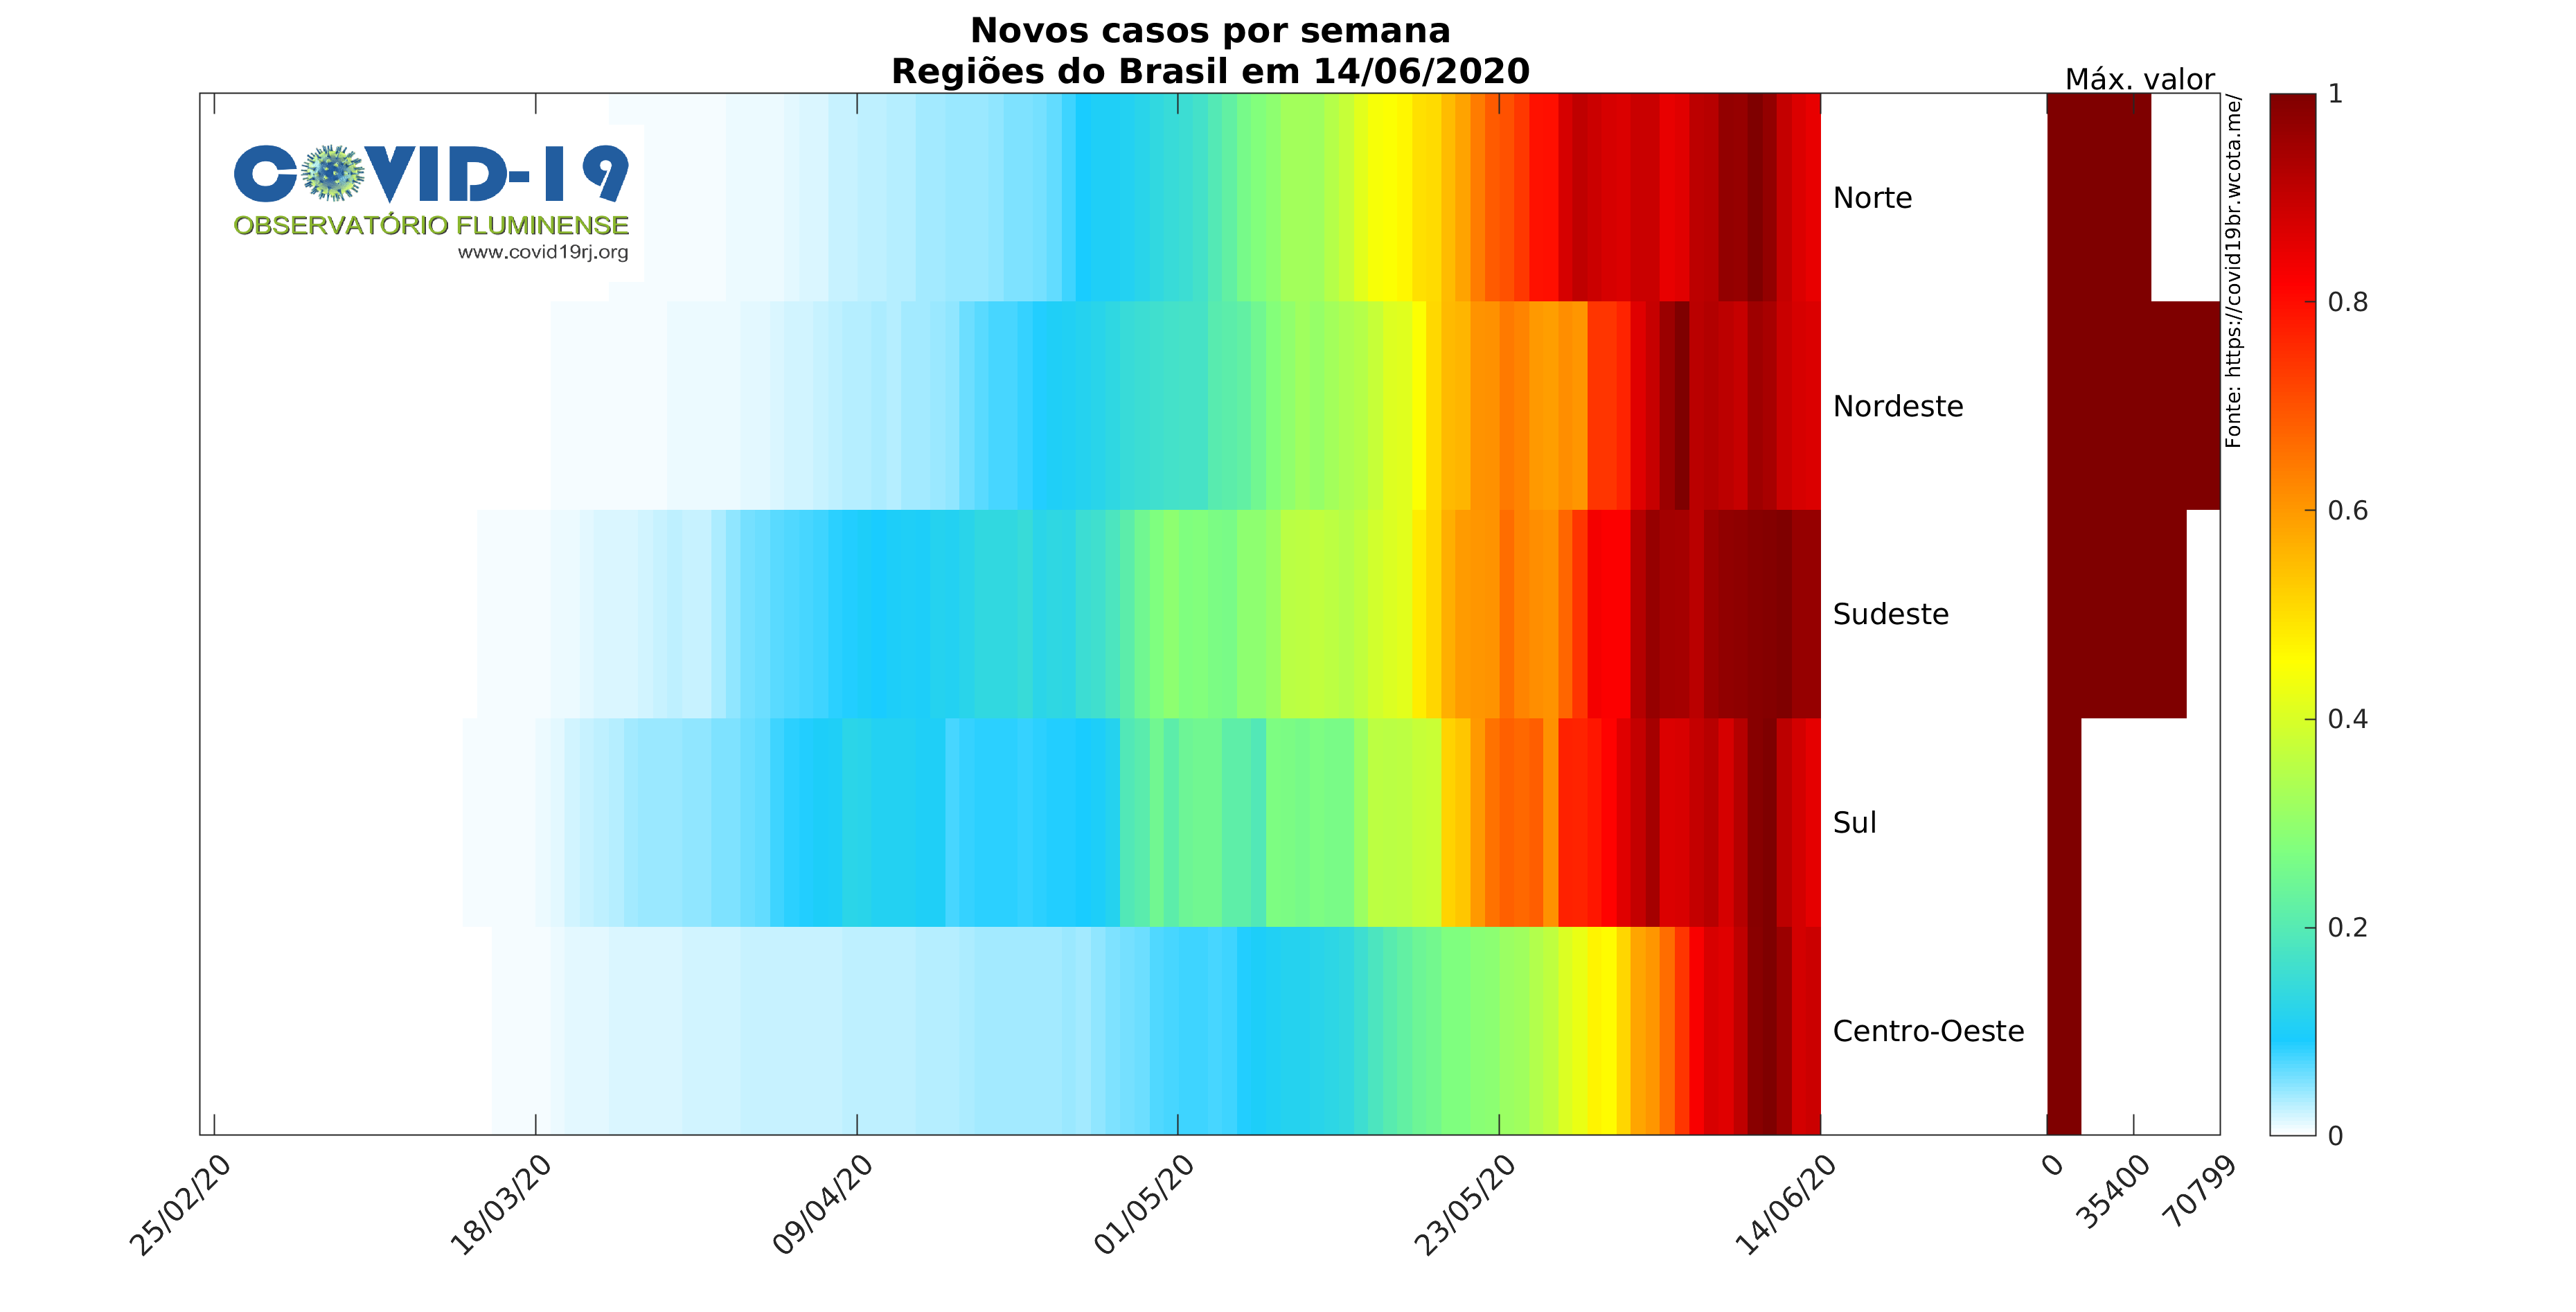 Novos casos por semana
Regiões do Brasil em 14/06/2020
Máx. valor
COVID-19
OBSERVATÓRIO FLUMINENSE
www.covid19rj.org
Norte
Nordeste
Sudeste
Sul
Centro-Oeste
Fonte: https://covid19br.wcota.me/
1
0.8
0.6
0.4
0.2
0
25/02/20
18/03/20
09/04/20
01/05/20
23/05/20
14/06/20
0
35400
70799